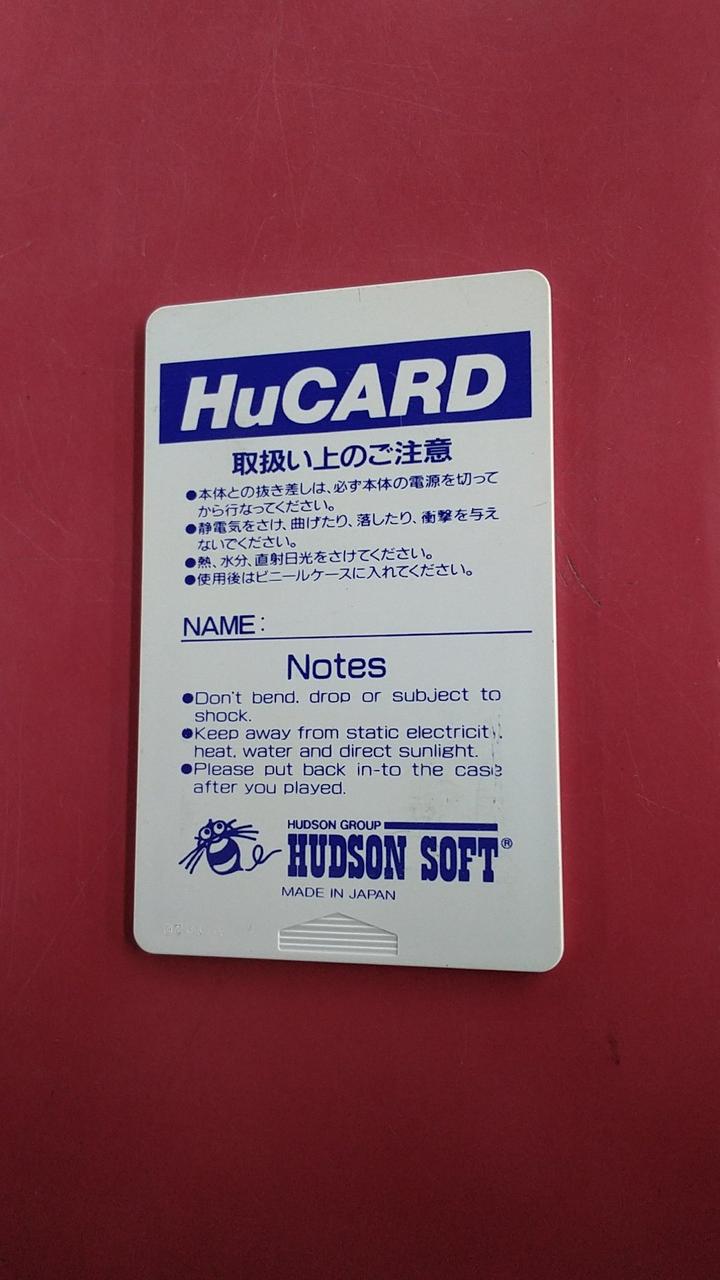 HuCARD
取扱い上のご注意
●本体との抜き差しは、必ず本体の電源を切って
から行なってください。
●静電気をさけ、曲げたり、落したり、衝撃を与え
ないでください。
●熱、水分、直射日光をさけてください。
●使用後はビニールケースに入れてください。
NAME:
Notes
●Don't bend, drop or subject to
shock.
●Keep away from static electricity,
heat, water and direct sunlight.
●Please put back in-to the case
after you played.
HUDSON GROUP
HUDSON SOFT®
MADE IN JAPAN